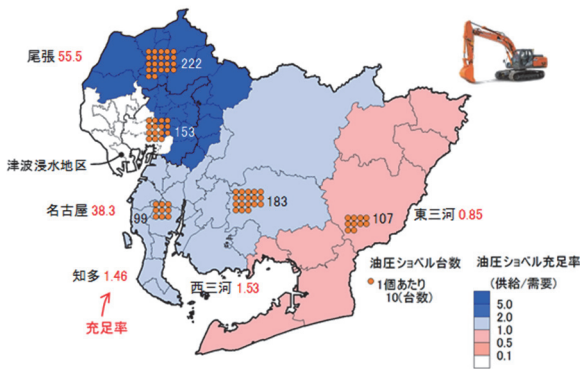 尾張 55.5
222
153
津波浸水地区
名古屋 38.3
99
183
107
東三河 0.85
知多 1.46
西三河 1.53
充足率
油圧ショベル台数
1個あたり
10(台数)
油圧ショベル充足率
(供給/需要)
5.0
2.0
1.0
0.5
0.1